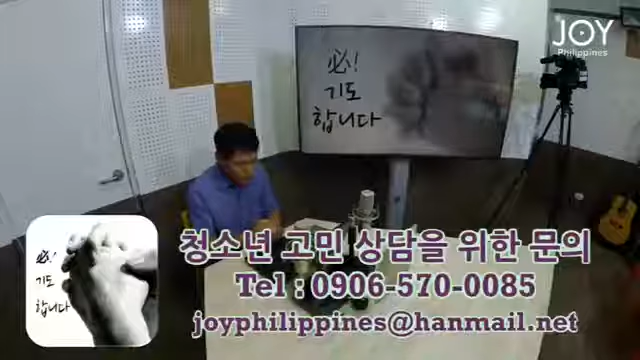 JOY
Philippines
必!
기도
합니다
必!
기도
합니다
청소년 고민 상담을 위한 문의
Tel : 0906-570-0085
joyphilippines@hanmail.net